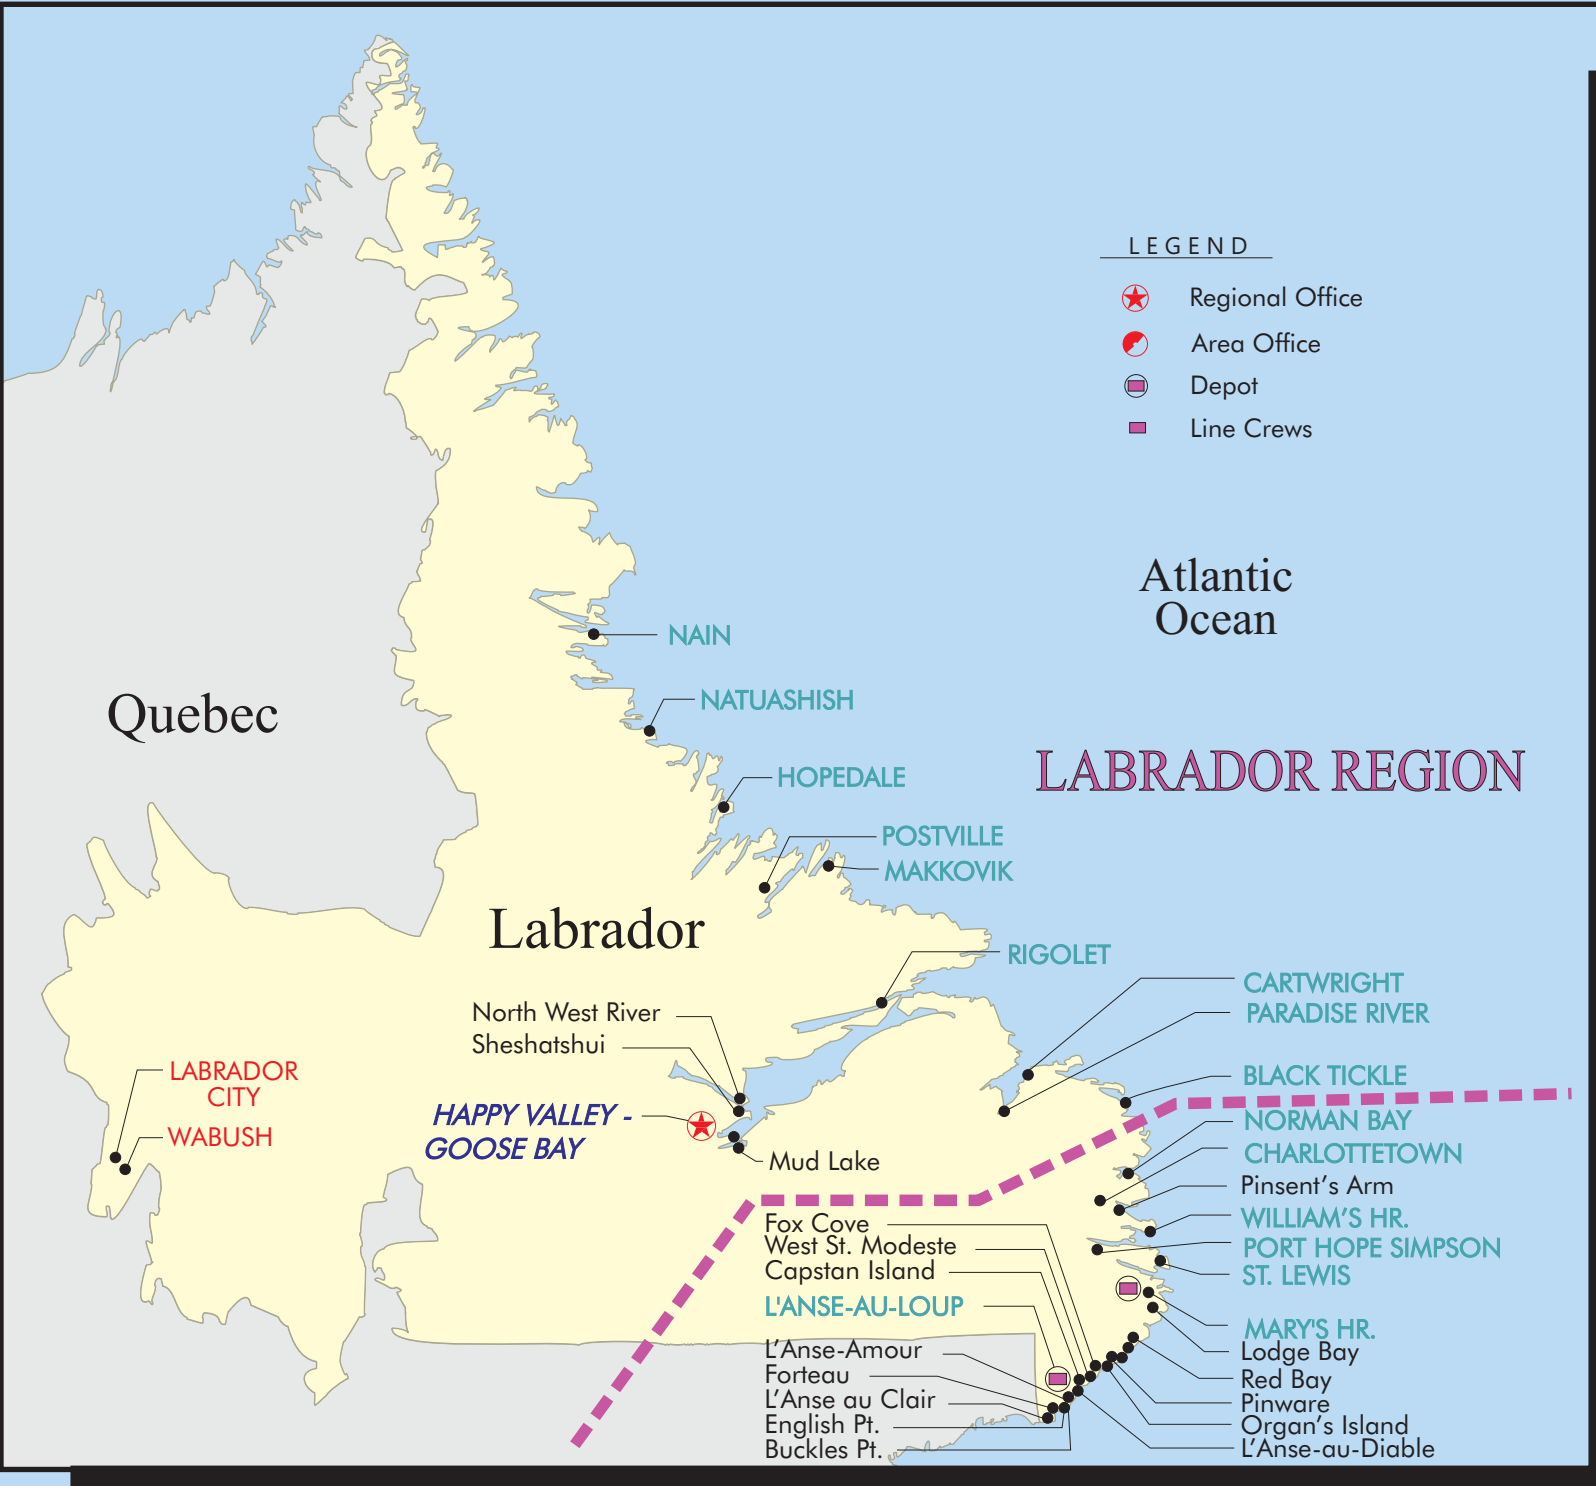 LEGEND
Regional Office
Area Office
Depot
Line Crews
Atlantic
Ocean
NAIN
Quebec
NATUASHISH
LABRADOR REGION
HOPEDALE
POSTVILLE
MAKKOVIK
Labrador
RIGOLET
CARTWRIGHT
PARADISE RIVER
North West River
Sheshatshui
LABRADOR
CITY
WABUSH
HAPPY VALLEY -
GOOSE BAY
Mud Lake
BLACK TICKLE
NORMAN BAY
CHARLOTTETOWN
Pinsent's Arm
WILLIAM'S HR.
PORT HOPE SIMPSON
ST. LEWIS
Fox Cove
West St. Modeste
Capstan Island
L'ANSE-AU-LOUP
L'Anse-Amour
Forteau
L'Anse au Clair
English Pt.
Buckles Pt.
MARY'S HR.
Lodge Bay
Red Bay
Pinware
Organ's Island
L'Anse-au-Diable